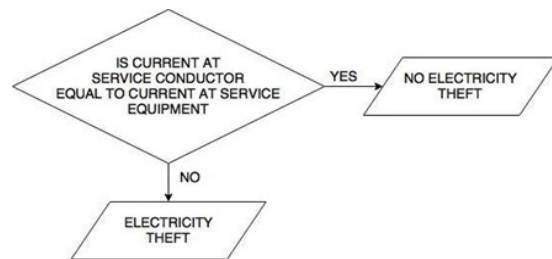 IS CURRENT AT
SERVICE CONDUCTOR
EQUAL TO CURRENT AT SERVICE
EQUIPMENT
YES
NO ELECTRICITY
THEFT
NO
ELECTRICITY
THEFT